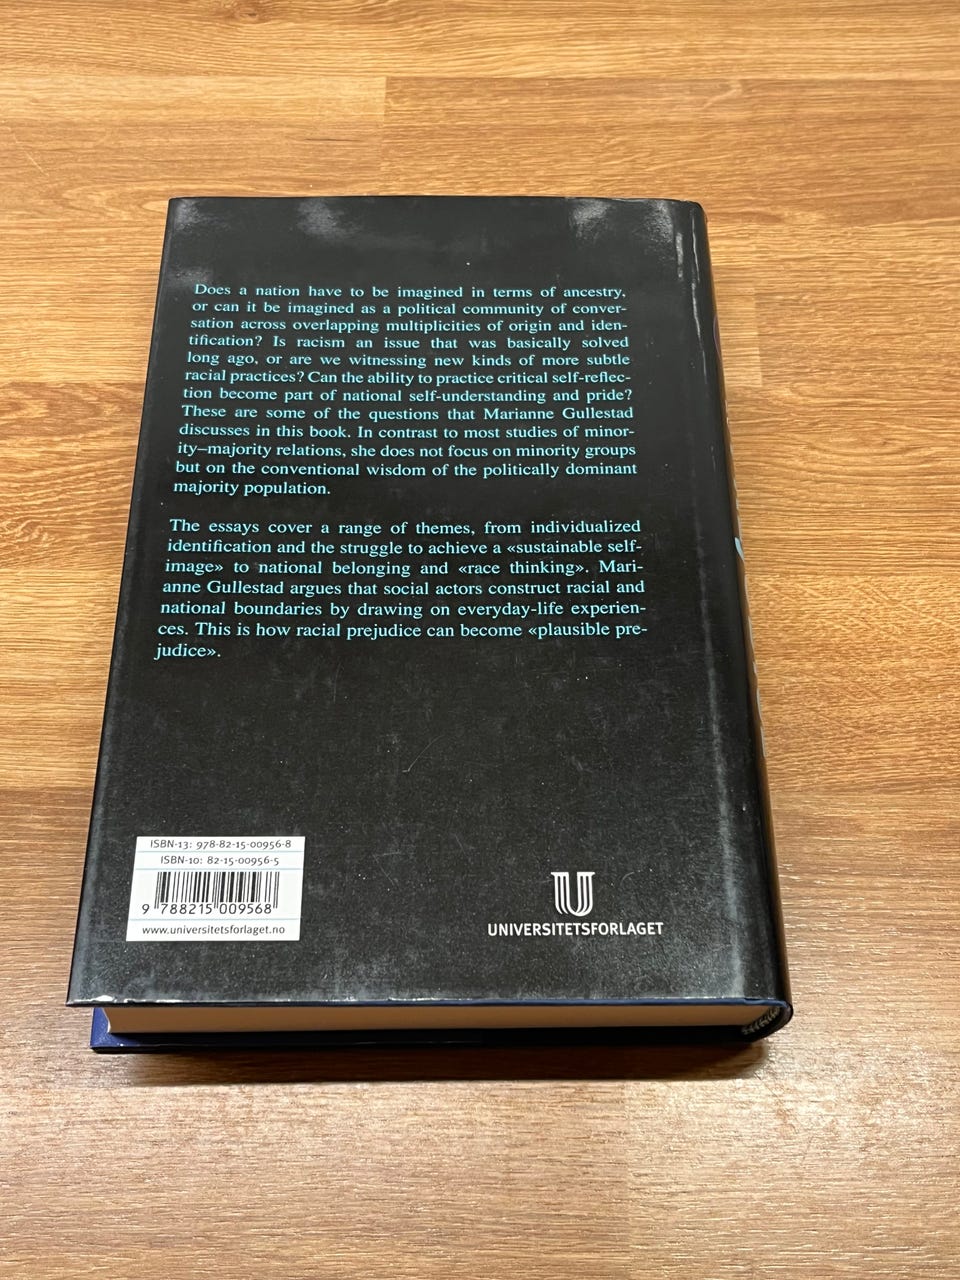 Does a nation have to be imagined in terms of ancestry,
or can it be imagined as a political community of conver-
sation across overlapping multiplicities of origin and iden-
tification? Is racism an issue that was basically solved
long ago, or are we witnessing new kinds of more subtle
racial practices? Can the ability to practice critical self-reflec-
tion become part of national self-understanding and pride?
These are some of the questions that Marianne Gullestad
discusses in this book. In contrast to most studies of minor-
ity–majority relations, she does not focus on minority groups
but on the conventional wisdom of the politically dominant
majority population.
The essays cover a range of themes, from individualized
identification and the struggle to achieve a «sustainable self-
image» to national belonging and «race thinking». Mari-
anne Gullestad argues that social actors construct racial and
national boundaries by drawing on everyday-life experien-
ces. This is how racial prejudice can become «plausible pre-
judice».
ISBN-13: 978-82-15-00956-8
ISBN-10: 82-15-00956-5
9 788215 009568
www.universitetsforlaget.no
U
UNIVERSITETSFORLAGET